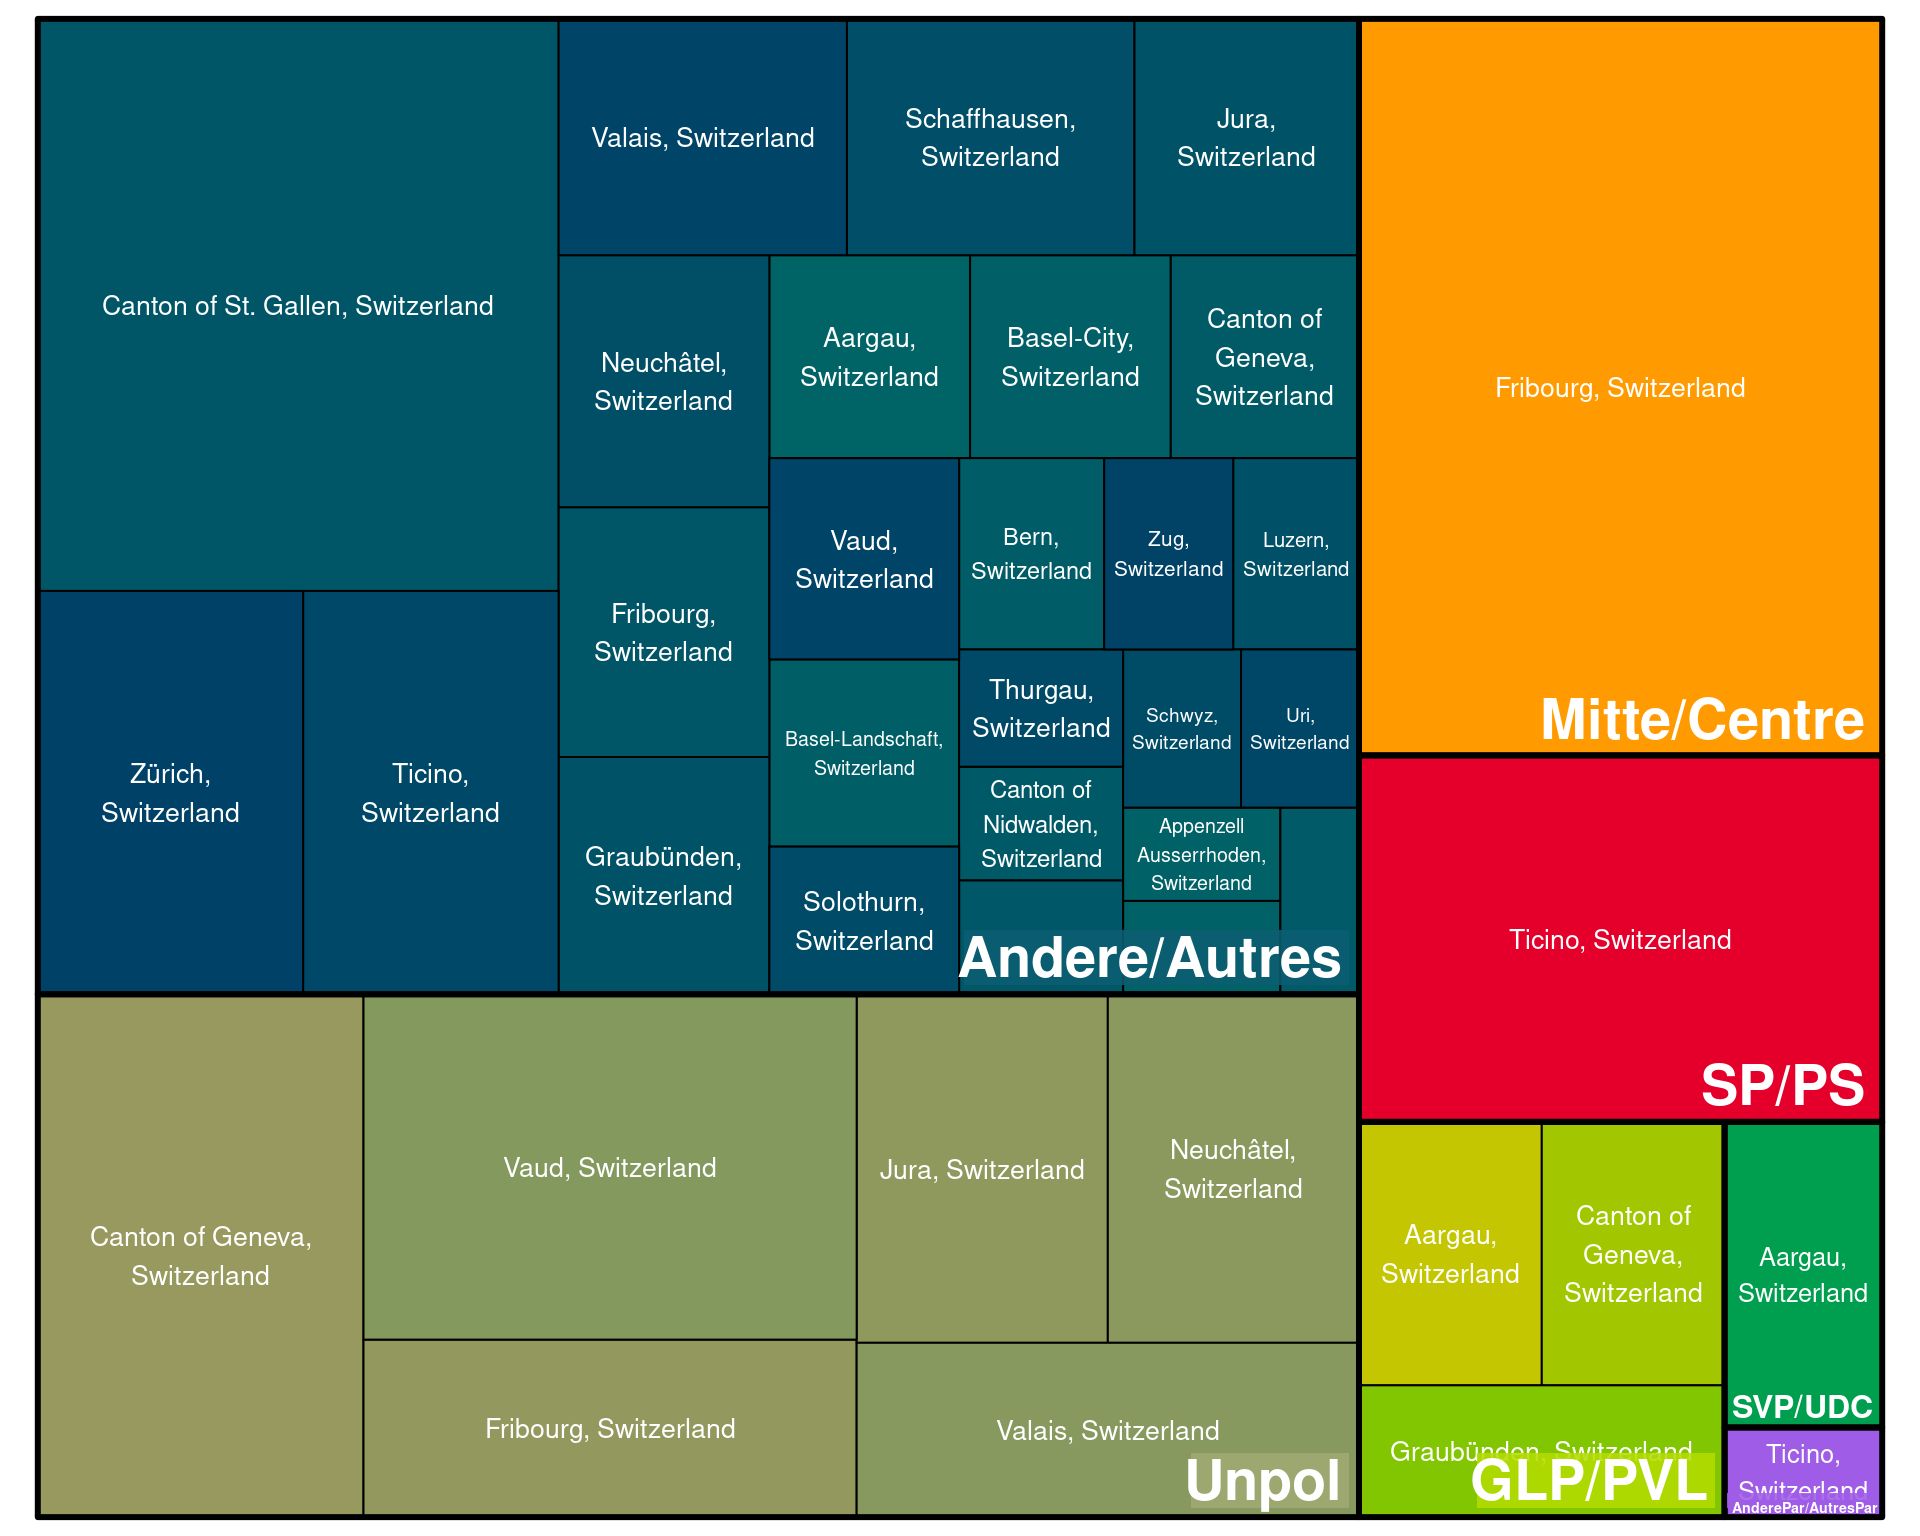 Canton of St. Gallen, Switzerland
Valais, Switzerland
Schaffhausen,
Switzerland
Jura,
Switzerland
Neuchâtel,
Switzerland
Aargau,
Switzerland
Basel-City,
Switzerland
Canton of
Geneva,
Switzerland
Fribourg,
Switzerland
Vaud,
Switzerland
Bern,
Switzerland
Zug,
Switzerland
Luzern,
Switzerland
Zürich,
Switzerland
Ticino,
Switzerland
Graubünden,
Switzerland
Basel-Landschaft,
Switzerland
Solothurn,
Switzerland
Thurgau,
Switzerland
Schwyz,
Switzerland
Uri,
Switzerland
Canton of
Nidwalden,
Switzerland
Appenzell
Ausserrhoden,
Switzerland
Andere/Autres
Fribourg, Switzerland
Mitte/Centre
Ticino, Switzerland
SP/PS
Canton of Geneva,
Switzerland
Vaud, Switzerland
Jura, Switzerland
Neuchâtel,
Switzerland
Fribourg, Switzerland
Valais, Switzerland
Unpol
Aargau,
Switzerland
Canton of
Geneva,
Switzerland
Graubünden, Switzerland
GLP/PVL
Aargau,
Switzerland
SVP/UDC
Ticino,
Switzerland
AnderePar/AutresPar